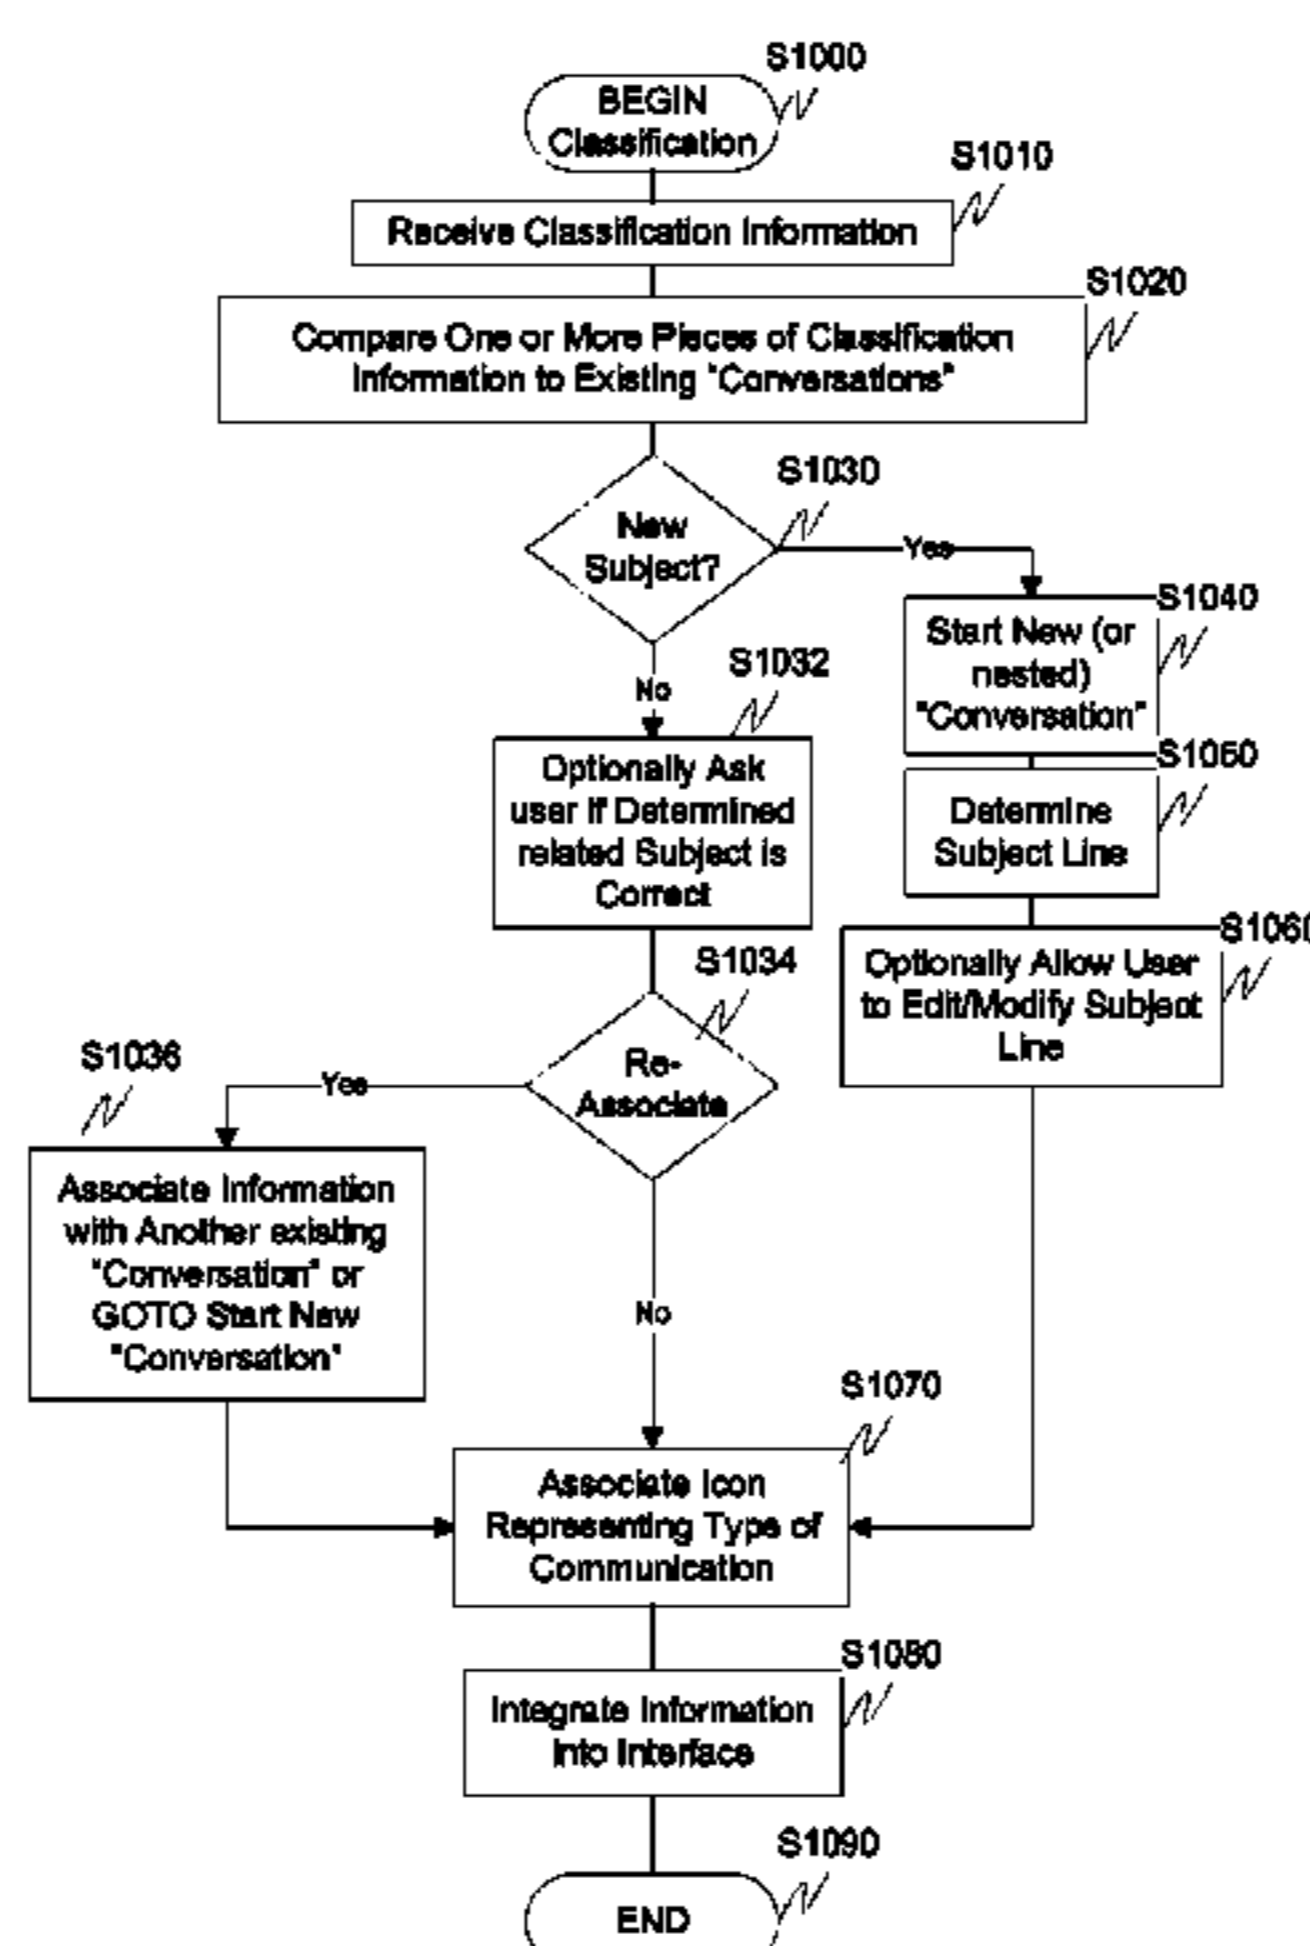 S1000
BEGIN
Classification
S1010
Receive Classification Information
S1020
Compare One or More Pieces of Classification
Information to Existing "Conversations"
S1030
New
Subject?
Yes
No
S1032
Optionally Ask
user if Determined
related Subject is
Correct
S1040
Start New (or
nested)
"Conversation"
S1050
Determine
Subject Line
S1060
Optionally Allow User
to Edit/Modify Subject
Line
S1034
Re-
Associate
Yes
No
S1036
Associate Information
with Another existing
"Conversation" or
GOTO Start New
"Conversation"
S1070
Associate Icon
Representing Type of
Communication
S1080
Integrate Information
into Interface
S1090
END